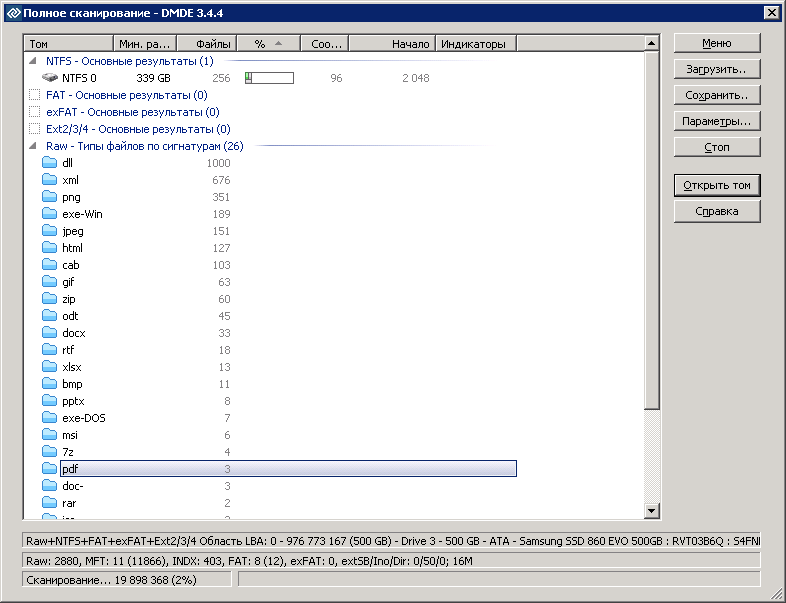 Полное сканирование - DMDE 3.4.4
Том Мин. ра... Файлы % Соо... Начало Индикаторы
NTFS - Основные результаты (1)
NTFS 0 339 GB 256 96 2 048
FAT - Основные результаты (0)
exFAT - Основные результаты (0)
Ext2/3/4 - Основные результаты (0)
Raw - Типы файлов по сигнатурам (26)
dll 1000
xml 676
png 351
exe-Win 189
jpeg 151
html 127
cab 103
gif 63
zip 60
odt 45
docx 33
rtf 18
xlsx 13
bmp 11
pptx 8
exe-DOS 7
msi 6
7z 4
pdf 3
doc- 3
rar 2
Меню
Загрузить..
Сохранить..
Параметры...
Стоп
Открыть том
Справка
Raw+NTFS+FAT+exFAT+Ext2/3/4 Область LBA: 0 - 976 773 167 (500 GB) - Drive 3 - 500 GB - ATA - Samsung SSD 860 EVO 500GB : RVT03B6Q : S4FN
Raw: 2880, MFT: 11 (11866), INDX: 403, FAT: 8 (12), exFAT: 0, extSB/Ino/Dir: 0/50/0; 16M
Сканирование... 19 898 368 (2%)